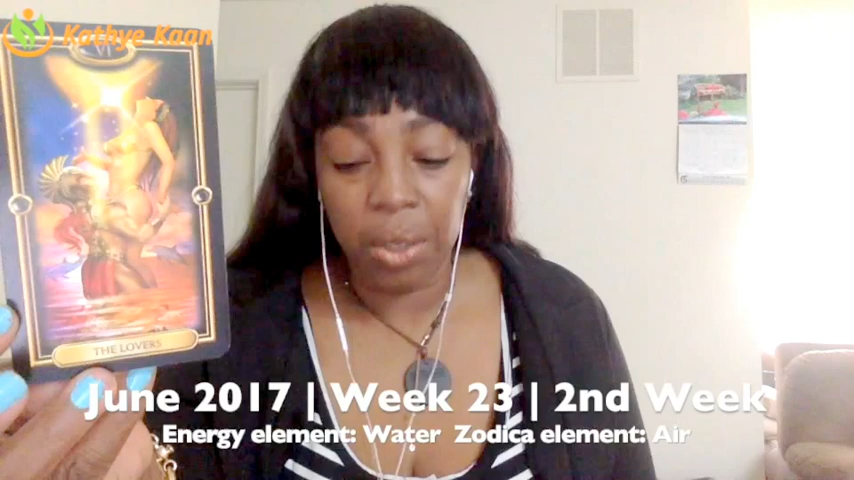 Kathye Kaan
VI
THE LOVERS
June 2017 | Week 23 | 2nd Week
Energy element: Water Zodica element: Air